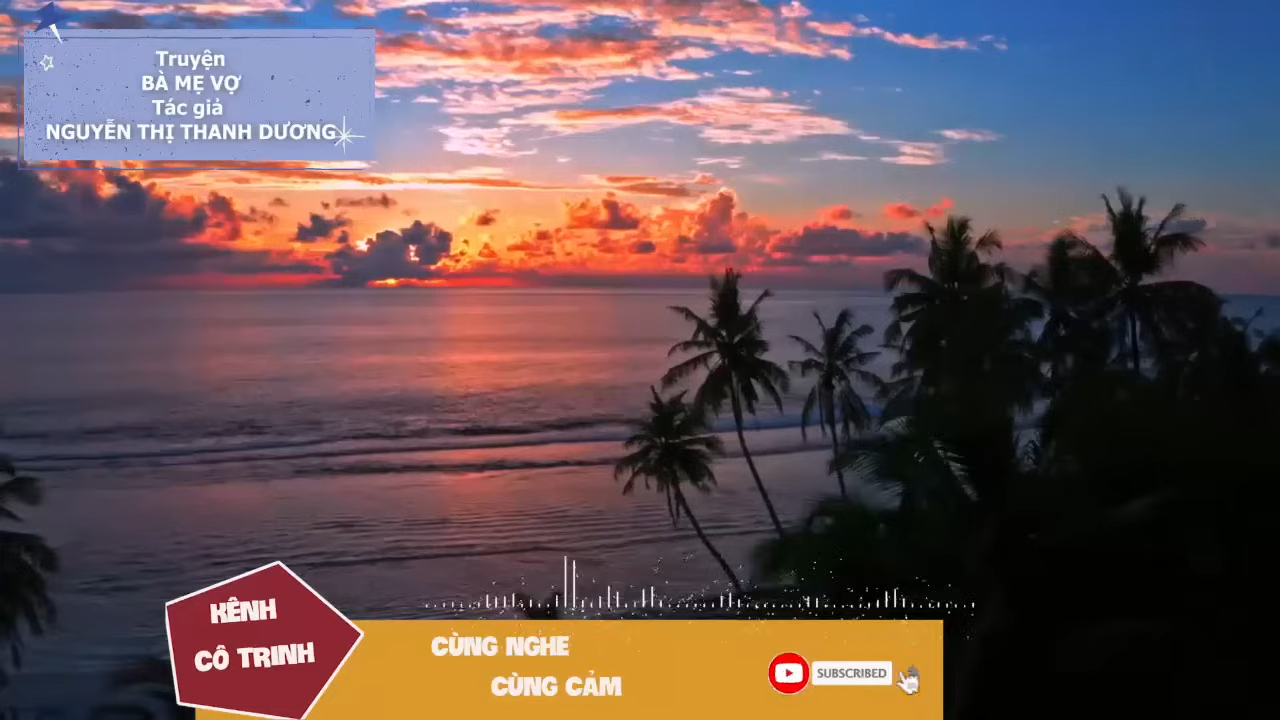 Truyện
BÀ MẸ VỢ
Tác giả
NGUYỄN THỊ THANH DƯƠNG
KÊNH
CÔ TRINH
CÙNG NGHE
CÙNG CẢM
SUBSCRIBED